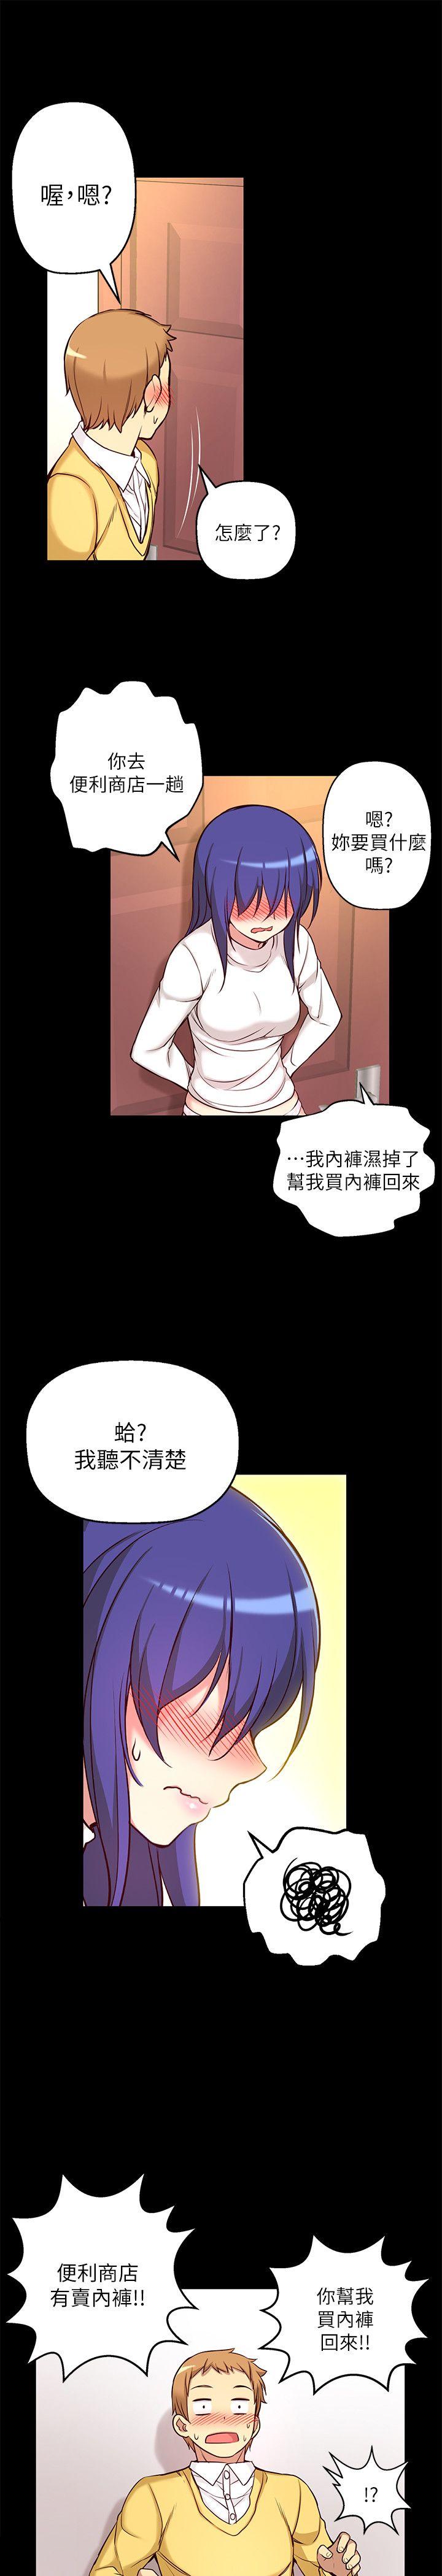 喔,嗯?
怎麼了?
你去
便利商店一趟
嗯?
妳要買什麼
嗎?
⋯我內褲濕掉了
幫我買內褲回來
蛤?
我聽不清楚
便利商店
有賣內褲!!
你幫我
買內褲
回來!!
!?